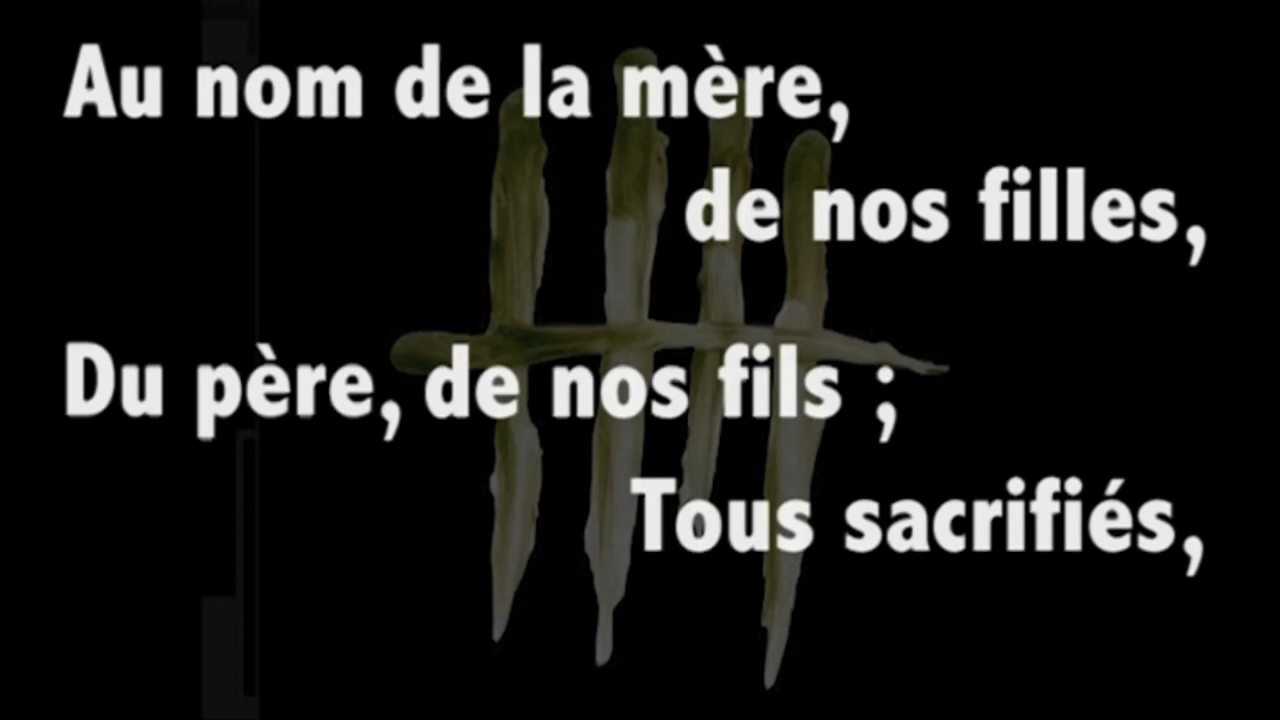 Au nom de la mère,
de nos filles,
Du père, de nos fils ;
Tous sacrifiés,